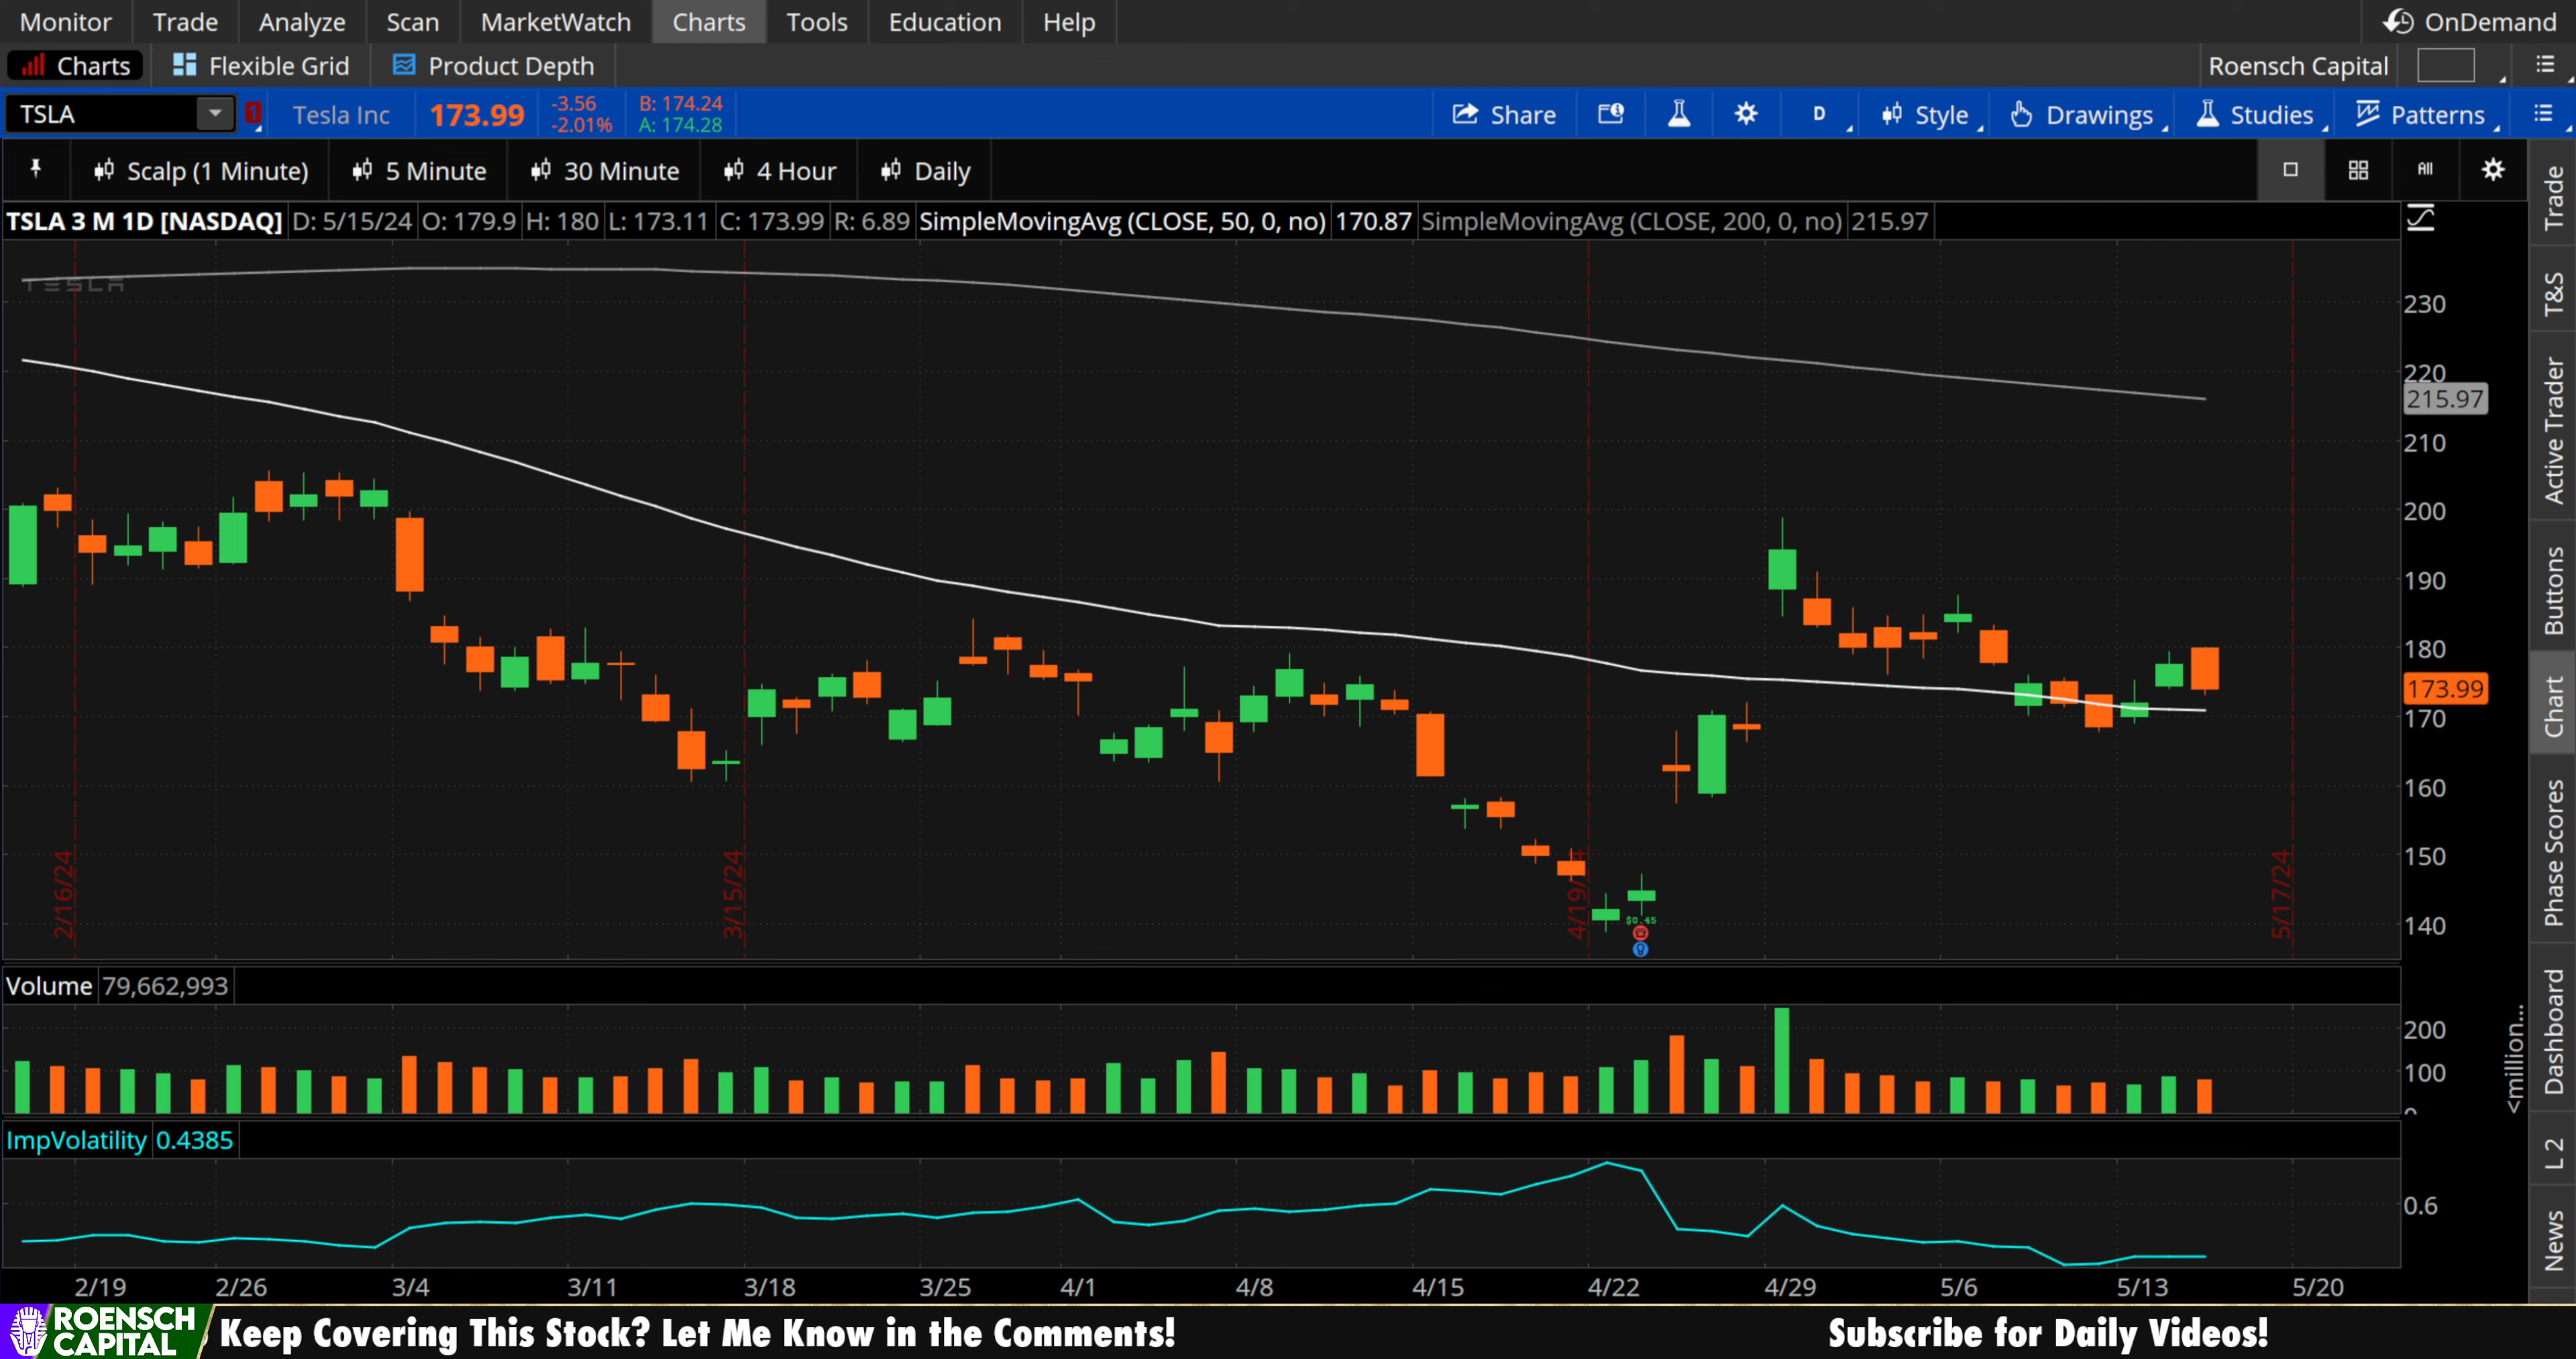 Monitor Trade Analyze Scan MarketWatch Charts Tools Education Help OnDemand
Charts Flexible Grid Product Depth Roensch Capital
TSLA 1 Tesla Inc 173.99 -3.56 B: 174.24 Share D Style Drawings Studies Patterns
-2.01% A: 174.28
Scalp (1 Minute) 5 Minute 30 Minute 4 Hour Daily All
TSLA 3 M 1D [NASDAQ] D: 5/15/24 O: 179.9 H: 180 L: 173.11 C: 173.99 R: 6.89 SimpleMovingAvg (CLOSE, 50, 0, no) 170.87 SimpleMovingAvg (CLOSE, 200, 0, no) 215.97
TESLA
230
220
215.97
210
200
190
180
173.99
170
160
150
140
2/16/24
3/15/24
4/19/
5/17/24
$0.45
Volume 79,662,993
200
100
0
<million...
ImpVolatility 0.4385
0.6
2/19 2/26 3/4 3/11 3/18 3/25 4/1 4/8 4/15 4/22 4/29 5/6 5/13 5/20
Trade
T&S
Active Trader
Buttons
Chart
Phase Scores
Dashboard
L 2
News
ROENSCH
CAPITAL
Keep Covering This Stock? Let Me Know in the Comments!
Subscribe for Daily Videos!